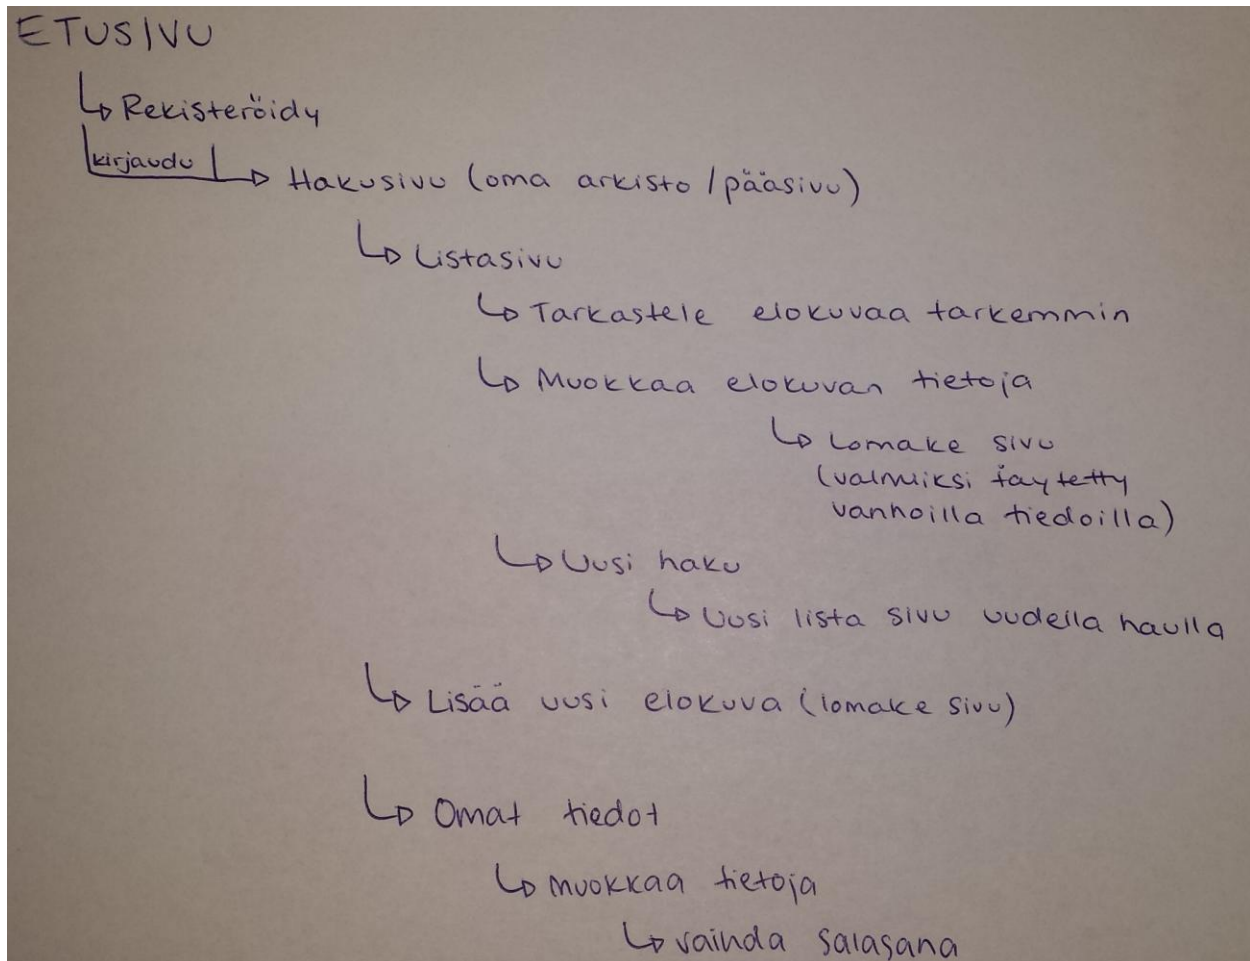 ETUSIVU
Rekisteröidy
kirjaudu
Hakusivu (oma arkisto / pääsivu)
Listasivu
Tarkastele elokuvaa tarkemmin
Muokkaa elokuvan tietoja
Lomake sivu
(valmiksi täytetty
vanhoilla tiedoilla)
Uusi haku
Uusi lista sivu uudella haulla
Lisää uusi elokuva (lomake sivu)
Omat tiedot
muokkaa tietoja
vaihda salasana